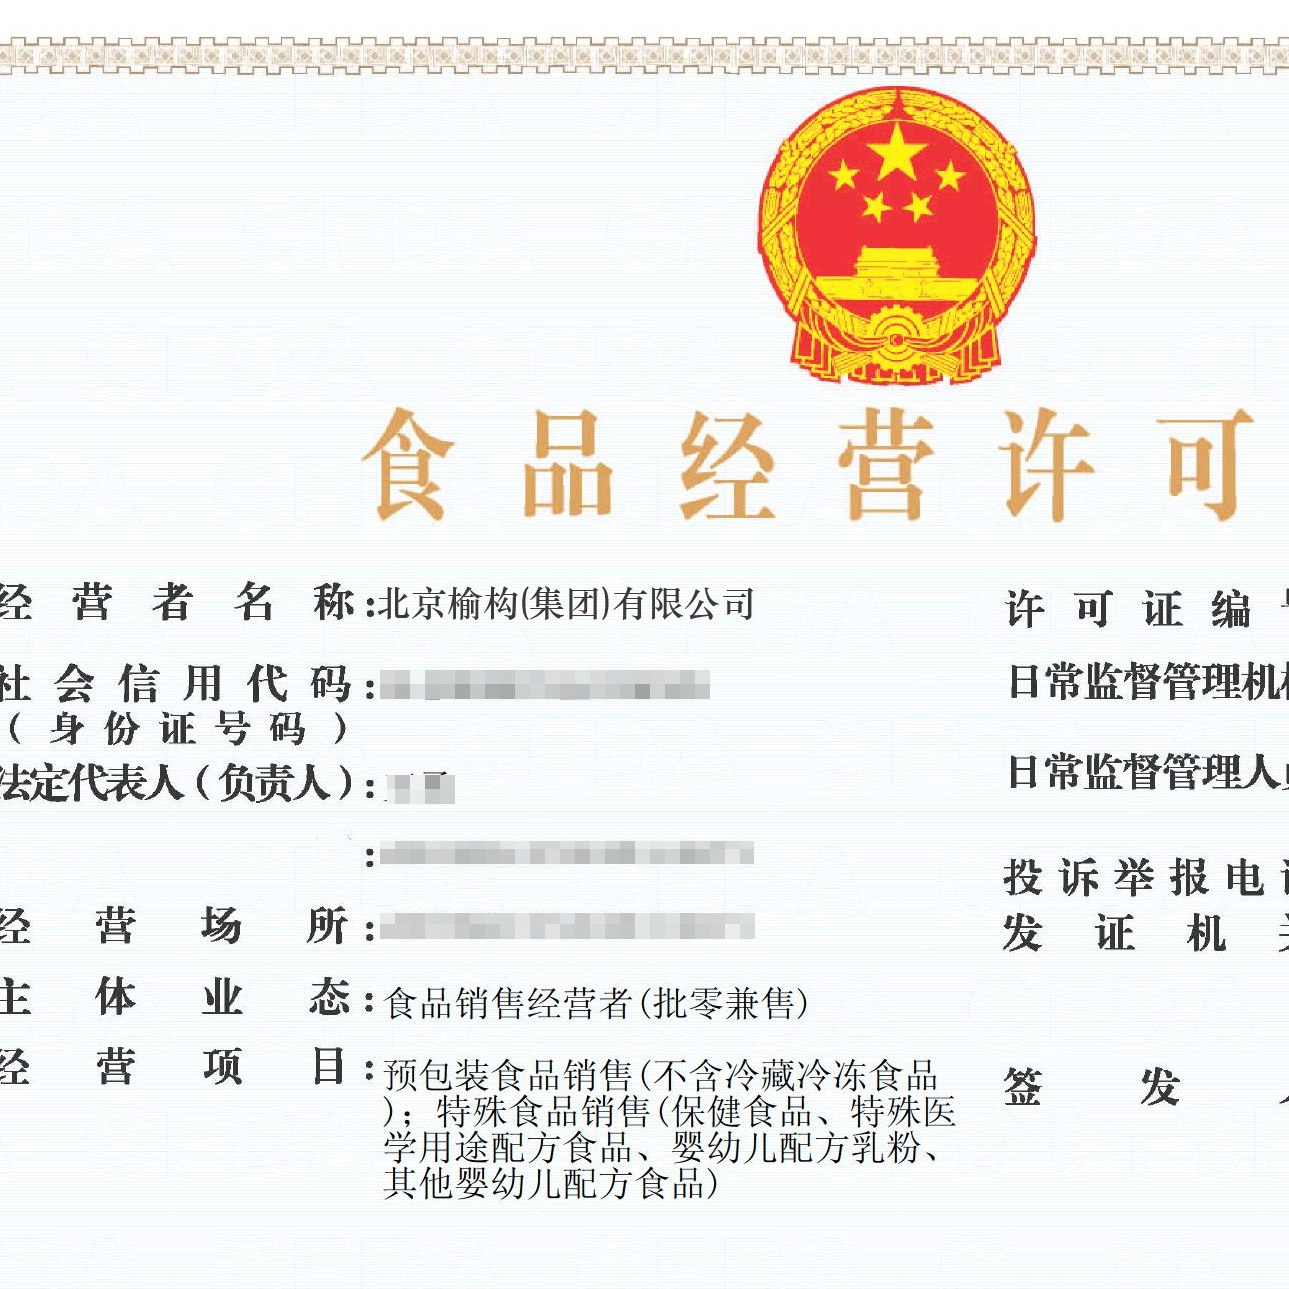 食品经营许可
经营者名称:北京榆构(集团)有限公司
社会信用代码:
(身份证号码)
法定代表人(负责人):
:
经营场所:
主体业态:食品销售经营者(批零兼售)
经营项目:预包装食品销售(不含冷藏冷冻食品
);特殊食品销售(保健食品、特殊医
学用途配方食品、婴幼儿配方乳粉、
其他婴幼儿配方食品)
许可证编
日常监督管理机
日常监督管理人
投诉举报电
发证机
签发